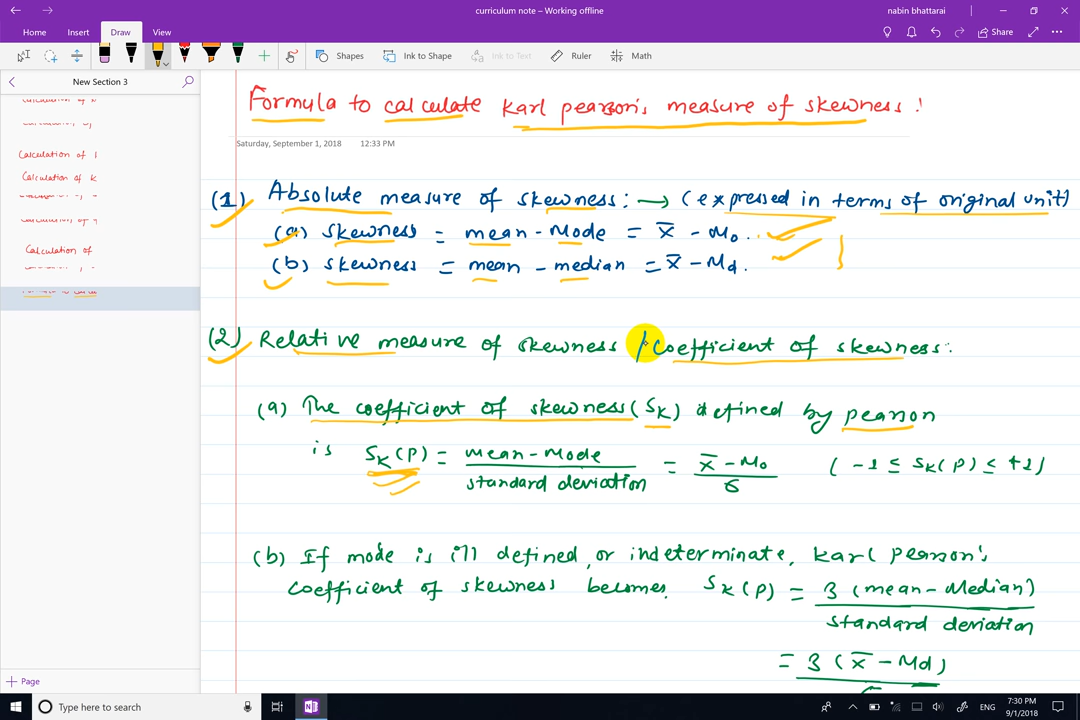 curriculum note – Working offline
nabin bhattarai
Home Insert Draw View
Share
Shapes Ink to Shape Ink to Text Ruler Math
New Section 3
Calculation of
Calculation of k
Calculation of
Page
Formula to calculate Karl pearson's measure of skewness :
Saturday, September 1, 2018 12:33 PM
(1) Absolute measure of skewness: → (expressed in terms of original unit)
(a) skewness = mean - Mode = x̅ - Mo.
(b) skewness = mean - median = x̅ - Md.
(2) Relative measure of skewness / coefficient of skewness:
(a) The coefficient of skewness (SK) defined by pearson
is SK(P) = mean - Mode / standard deviation = x̅ - Mo / σ (-1 ≤ SK(P) ≤ +1)
(b) If mode is ill defined, or indeterminate, Karl pearson's
coefficient of skewness becomes. SK(P) = 3 (mean - Median) / standard deviation
= 3 (x̅ - Md)
Type here to search
ENG
7:30 PM
9/1/2018